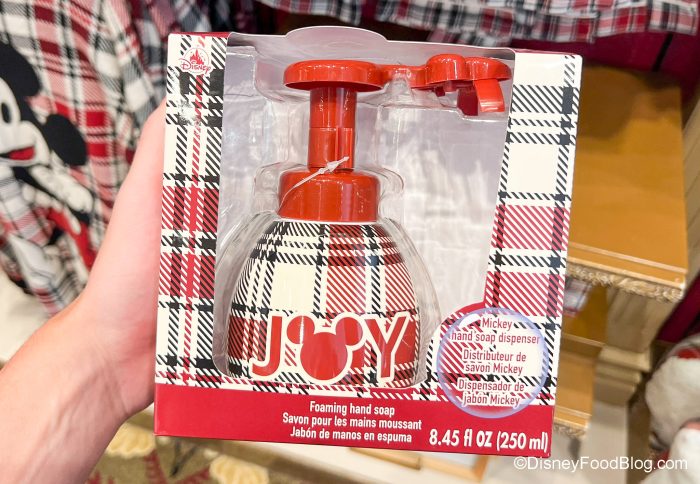 Disney
JOY
Mickey
hand soap dispenser
Distributeur de
savon Mickey
Dispensador de
jabón Mickey
Foaming hand soap
Savon pour les mains moussant
Jabón de manos en espuma
8.45 fl OZ (250 ml)
©DisneyFoodBlog.com